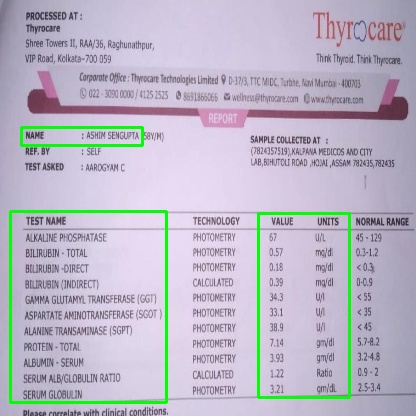 PROCESSED AT :
Thyrocare
Shree Towers II, RAA/36, Raghunathpur,
VIP Road, Kolkata-700 059
Thyrocare®
Think Thyroid. Think Thyrocare.
Corporate Office : Thyrocare Technologies Limited D-37/3, TTC MIDC, Turbhe, Navi Mumbai - 400703
022 - 3090 0000 / 4125 2525 8691866066 wellness@thyrocare.com www.thyrocare.com
REPORT
NAME : ASHIM SENGUPTA (58Y/M)
REF. BY : SELF
TEST ASKED : AAROGYAM C
SAMPLE COLLECTED AT :
(7824357519),KALPANA MEDICOS AND CITY
LAB,BIHUTOLI ROAD ,HOJAI ,ASSAM 782435,782435
TEST NAME TECHNOLOGY VALUE UNITS NORMAL RANGE
ALKALINE PHOSPHATASE PHOTOMETRY 67 U/L 45 - 129
BILIRUBIN - TOTAL PHOTOMETRY 0.57 mg/dl 0.3-1.2
BILIRUBIN -DIRECT PHOTOMETRY 0.18 mg/dl < 0.3
BILIRUBIN (INDIRECT) CALCULATED 0.39 mg/dl 0-0.9
GAMMA GLUTAMYL TRANSFERASE (GGT) PHOTOMETRY 34.3 U/l < 55
ASPARTATE AMINOTRANSFERASE (SGOT ) PHOTOMETRY 33.1 U/l < 35
ALANINE TRANSAMINASE (SGPT) PHOTOMETRY 38.9 U/l < 45
PROTEIN - TOTAL PHOTOMETRY 7.14 gm/dl 5.7-8.2
ALBUMIN - SERUM PHOTOMETRY 3.93 gm/dl 3.2-4.8
SERUM ALB/GLOBULIN RATIO CALCULATED 1.22 Ratio 0.9 - 2
SERUM GLOBULIN PHOTOMETRY 3.21 gm/dL 2.5-3.4
Please correlate with clinical conditions.